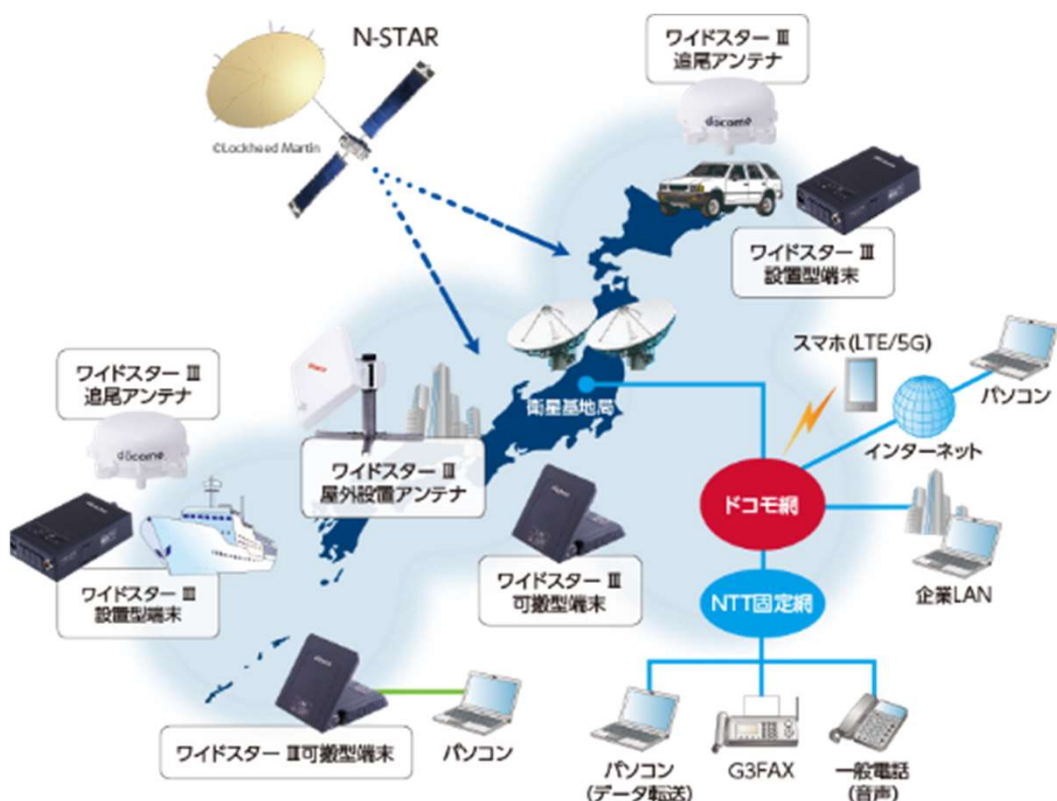 N-STAR
©Lockheed Martin
ワイドスター Ⅲ
追尾アンテナ
docomo
ワイドスター Ⅲ
設置型端末
スマホ(LTE/5G)
パソコン
インターネット
ワイドスター Ⅲ
追尾アンテナ
docomo
衛星基地局
ワイドスター Ⅲ
屋外設置アンテナ
ドコモ網
ワイドスター Ⅲ
設置型端末
ワイドスター Ⅲ
可搬型端末
NTT固定網
企業LAN
ワイドスター Ⅲ可搬型端末
パソコン
パソコン
(データ転送)
G3FAX
一般電話
(音声)